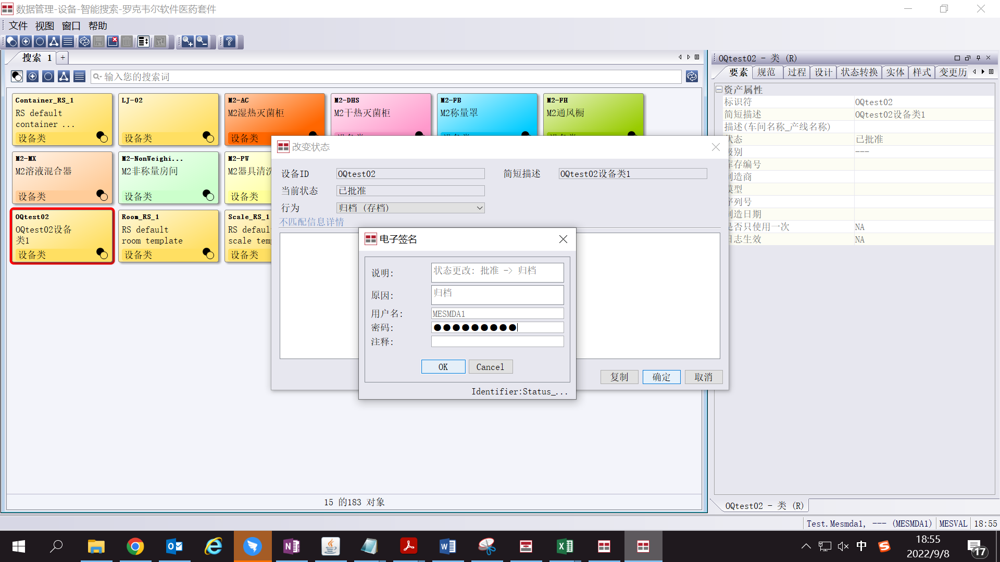 数据管理-设备-智能搜索-罗克韦尔软件医药套件
文件 视图 窗口 帮助
搜索 1 +
输入您的搜索词
Container_RS_1
RS default
container ...
设备类
LJ-02
设备类
M2-AC
M2湿热灭菌柜
设备类
M2-DHS
M2干热灭菌柜
M2-FB
M2称量罩
M2-FH
M2通风橱
M2-MX
M2溶液混合器
设备类
M2-NonWeighi...
M2非称量房间
设备类
M2-PW
M2器具清洗
设备类
OQtest02
OQtest02设备
类1
设备类
Room_RS_1
RS default
room template
设备类
Scale_RS_1
RS defaul
scale tem
设备类
15 的183 对象
改变状态
设备ID OQtest02 简短描述 OQtest02设备类1
当前状态 已批准
行为 归档 (存档)
不匹配信息详情
复制 确定 取消
电子签名
说明: 状态更改: 批准 -> 归档
原因: 归档
用户名: MESMDA1
密码: ●●●●●●●●●
注释:
OK Cancel
Identifier:Status_...
OQtest02 - 类 (R)
要素 规范 过程 设计 状态转换 实体 样式 变更历
资产属性
标识符 OQtest02
简短描述 OQtest02设备类1
描述(车间名称_产线名称)
状态 已批准
级别 ---
库存编号
制造商
模型
序列号
制造日期
是否只使用一次 NA
日志生效 NA
OQtest02 - 类 (R)
Test.Mesmda1, --- (MESMDA1) MESVAL 18:55
中
18:55
2022/9/8
17